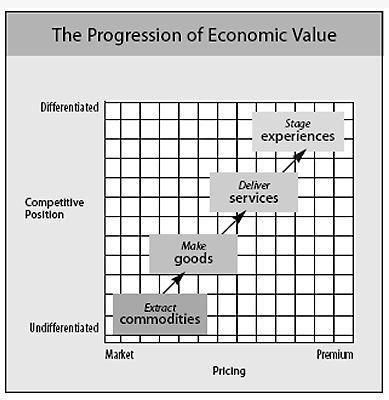 The Progression of Economic Value
Differentiated
Stage
experiences
Deliver
services
Competitive
Position
Make
goods
Extract
commodities
Undifferentiated
Market
Premium
Pricing